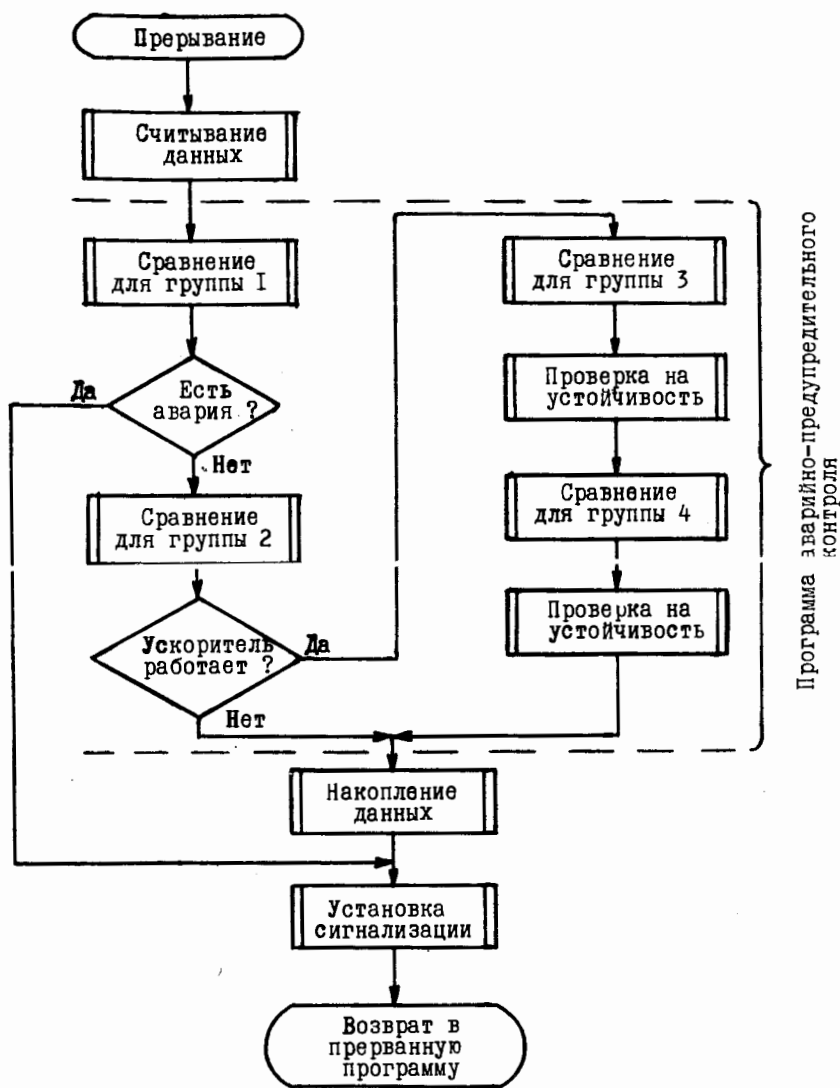 Прерывание
Считывание
данных
Сравнение
для группы I
Есть
авария ?
Да
Нет
Сравнение
для группы 2
Ускоритель
работает ?
Да
Нет
Сравнение
для группы 3
Проверка на
устойчивость
Сравнение
для группы 4
Проверка на
устойчивость
Программа аварийно-предупредительного
контроля
Накопление
данных
Установка
сигнализации
Возврат в
прерванную
программу